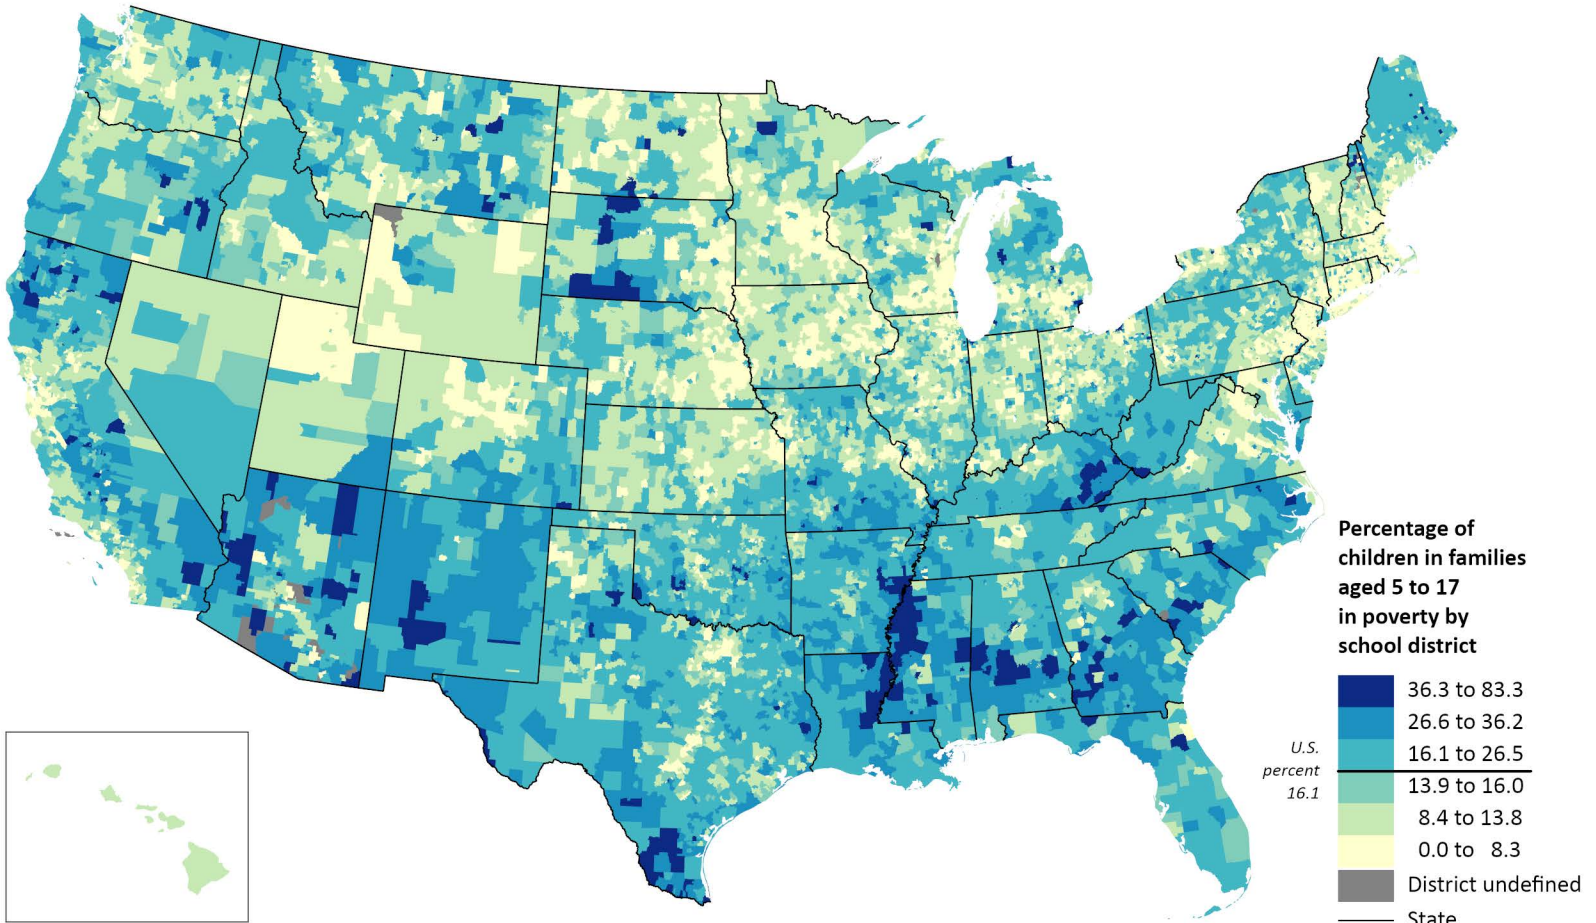 Percentage of
children in families
aged 5 to 17
in poverty by
school district
36.3 to 83.3
26.6 to 36.2
16.1 to 26.5
U.S.
percent
16.1
13.9 to 16.0
8.4 to 13.8
0.0 to 8.3
District undefined
State